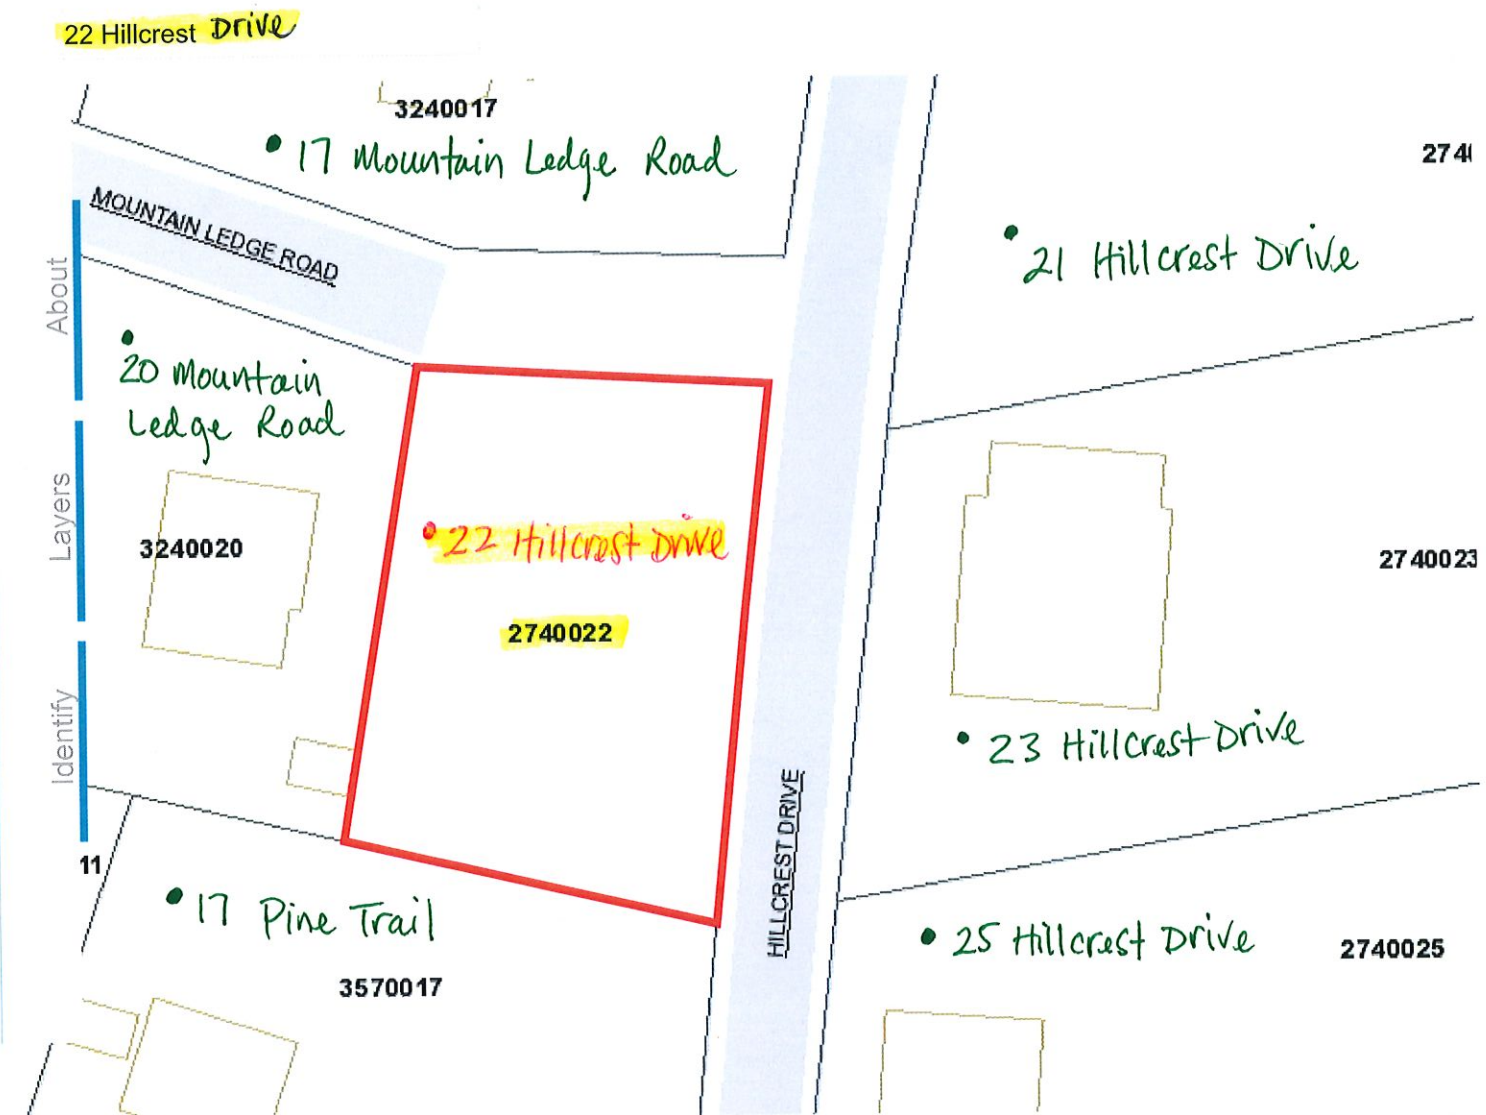 22 Hillcrest Drive
3240017
• 17 Mountain Ledge Road
MOUNTAIN LEDGE ROAD
274
• 21 Hillcrest Drive
About
• 20 Mountain
Ledge Road
Layers
3240020
• 22 Hillcrest Drive
2740022
2740023
Identify
• 23 Hillcrest Drive
HILLCREST DRIVE
11
• 17 Pine Trail
• 25 Hillcrest Drive
2740025
3570017